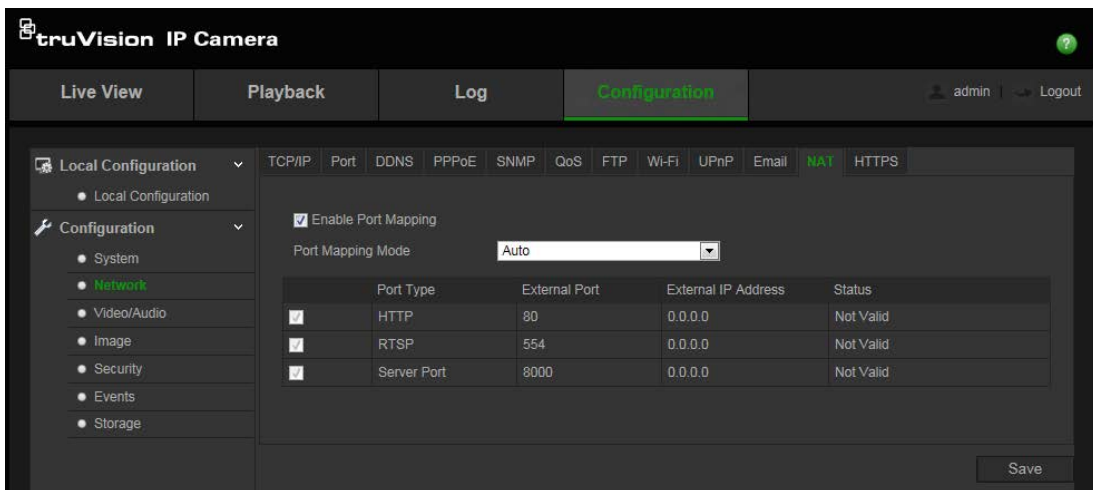 truVision IP Camera
?
Live View Playback Log Configuration admin Logout
Local Configuration
Local Configuration
Configuration
System
Network
Video/Audio
Image
Security
Events
Storage
TCP/IP Port DDNS PPPoE SNMP QoS FTP Wi-Fi UPnP Email NAT HTTPS
Enable Port Mapping
Port Mapping Mode Auto
Port Type External Port External IP Address Status
HTTP 80 0.0.0.0 Not Valid
RTSP 554 0.0.0.0 Not Valid
Server Port 8000 0.0.0.0 Not Valid
Save